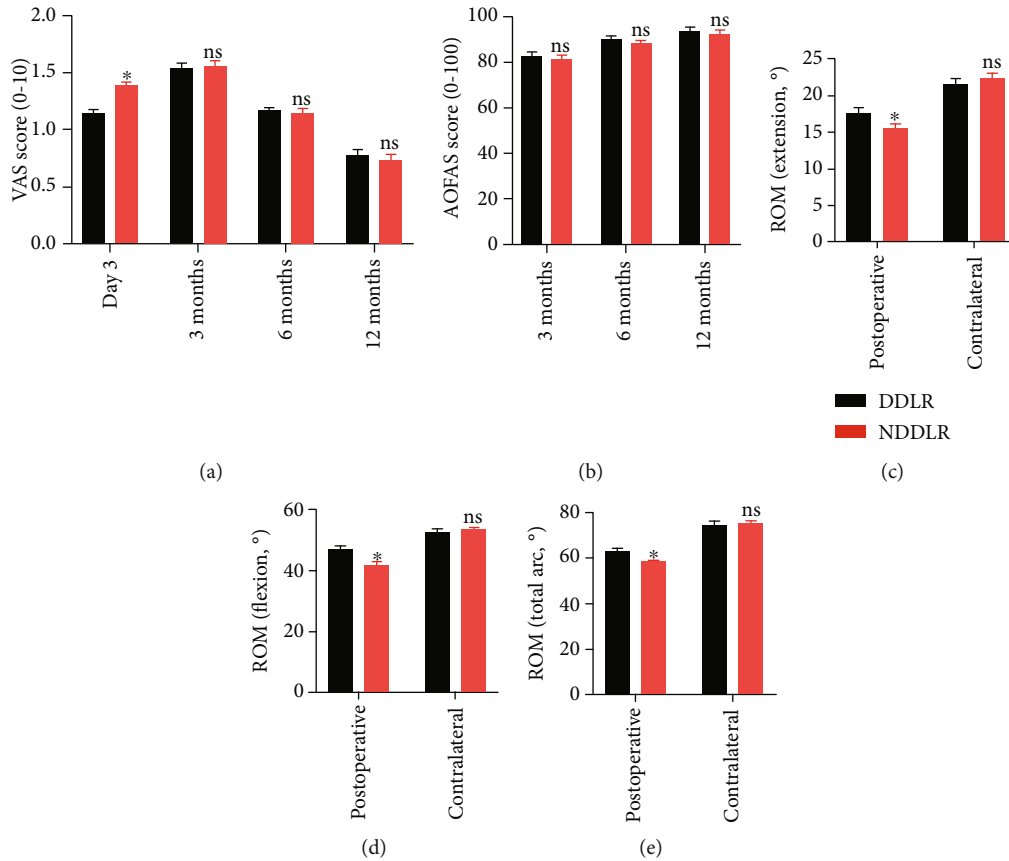 VAS score (0-10)
2.0
1.5
1.0
0.5
0.0
*
ns
ns
ns
Day 3
3 months
6 months
12 months
(a)
AOFAS score (0-100)
100
80
60
40
20
0
ns
ns
ns
3 months
6 months
12 months
(b)
ROM (extension, °)
25
20
15
10
5
0
*
ns
Postoperative
Contralateral
DDLR
NDDLR
(c)
ROM (flexion, °)
60
40
20
0
*
ns
Postoperative
Contralateral
(d)
ROM (total arc, °)
80
60
40
20
0
*
ns
Postoperative
Contralateral
(e)